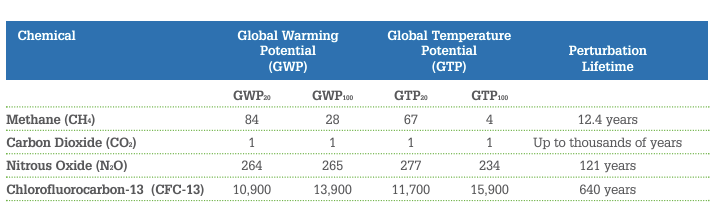 Chemical Global Warming Potential (GWP) Global Temperature Potential (GTP) Perturbation Lifetime
GWP₂₀ GWP₁₀₀ GTP₂₀ GTP₁₀₀
Methane (CH₄) 84 28 67 4 12.4 years
Carbon Dioxide (CO₂) 1 1 1 1 Up to thousands of years
Nitrous Oxide (N₂O) 264 265 277 234 121 years
Chlorofluorocarbon-13 (CFC-13) 10,900 13,900 11,700 15,900 640 years